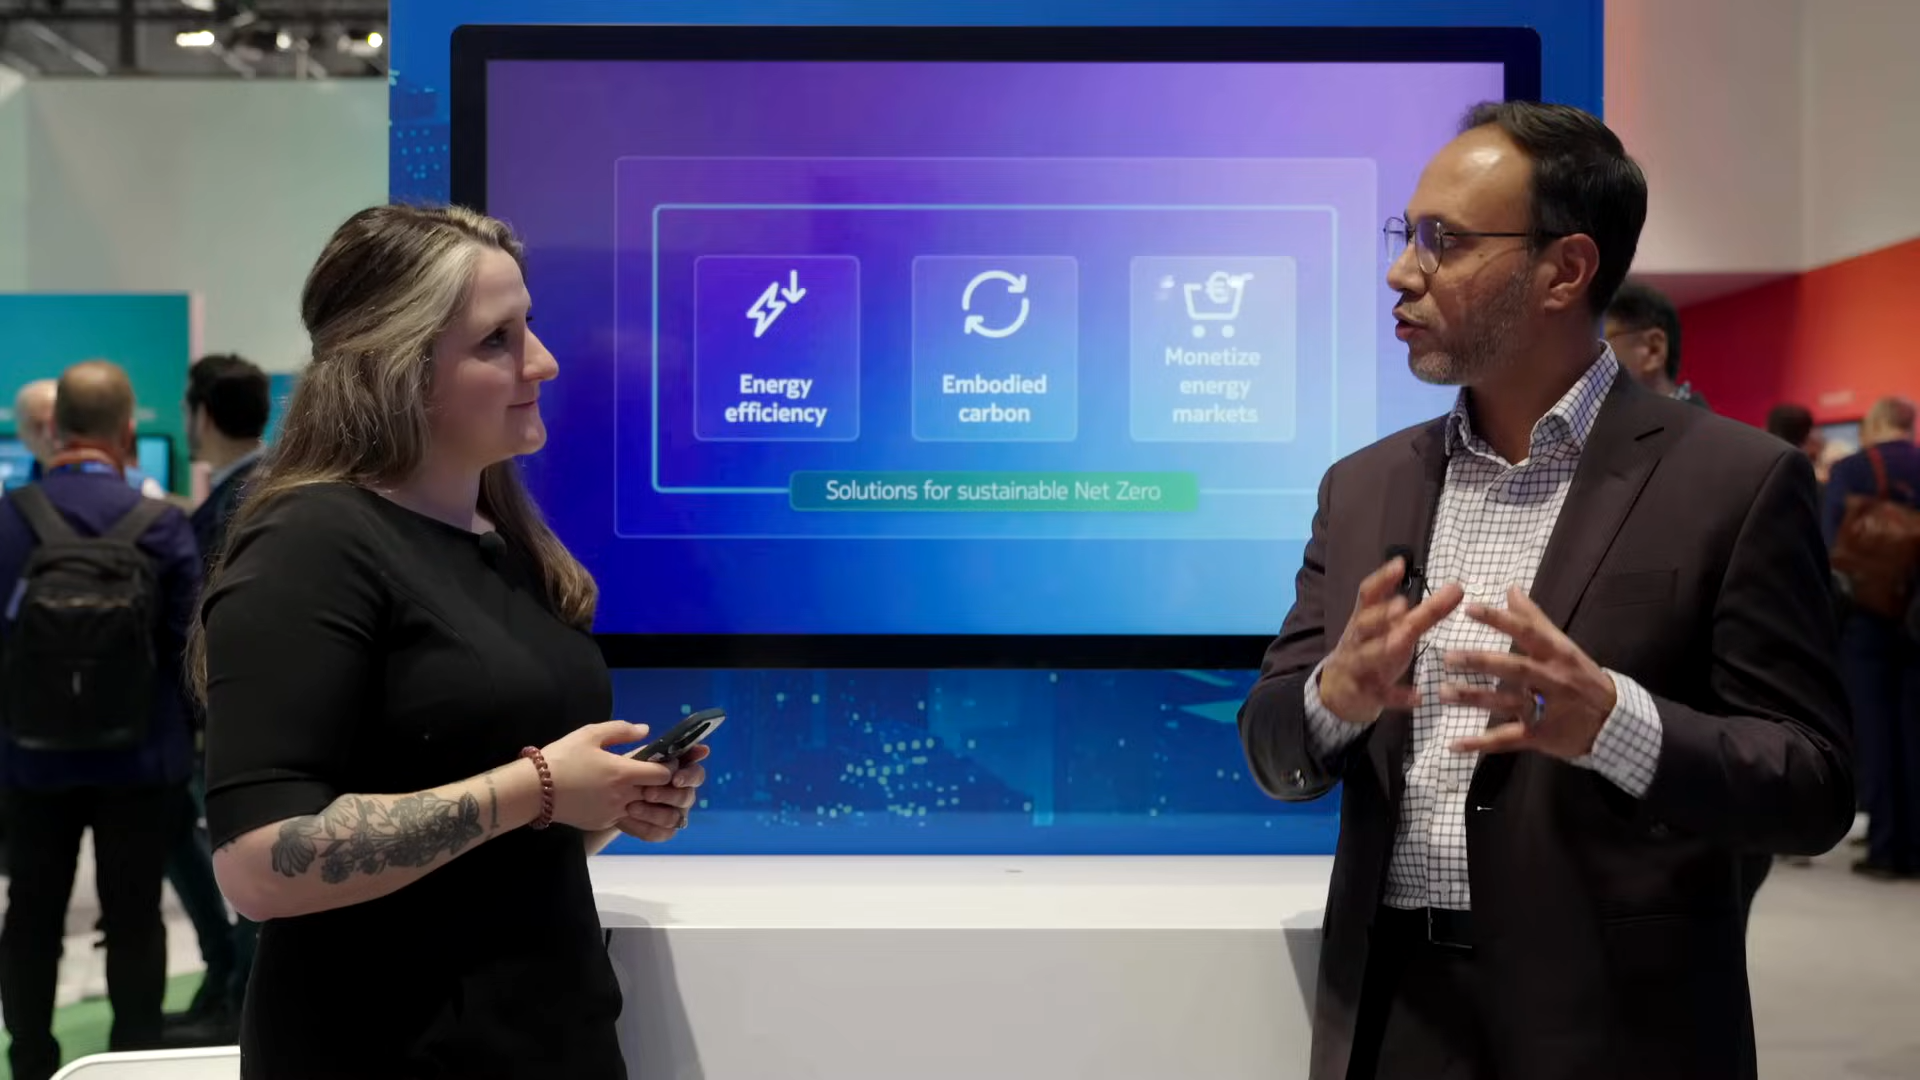 Energy
efficiency
Embodied
carbon
Monetize
energy
markets
Solutions for sustainable Net Zero